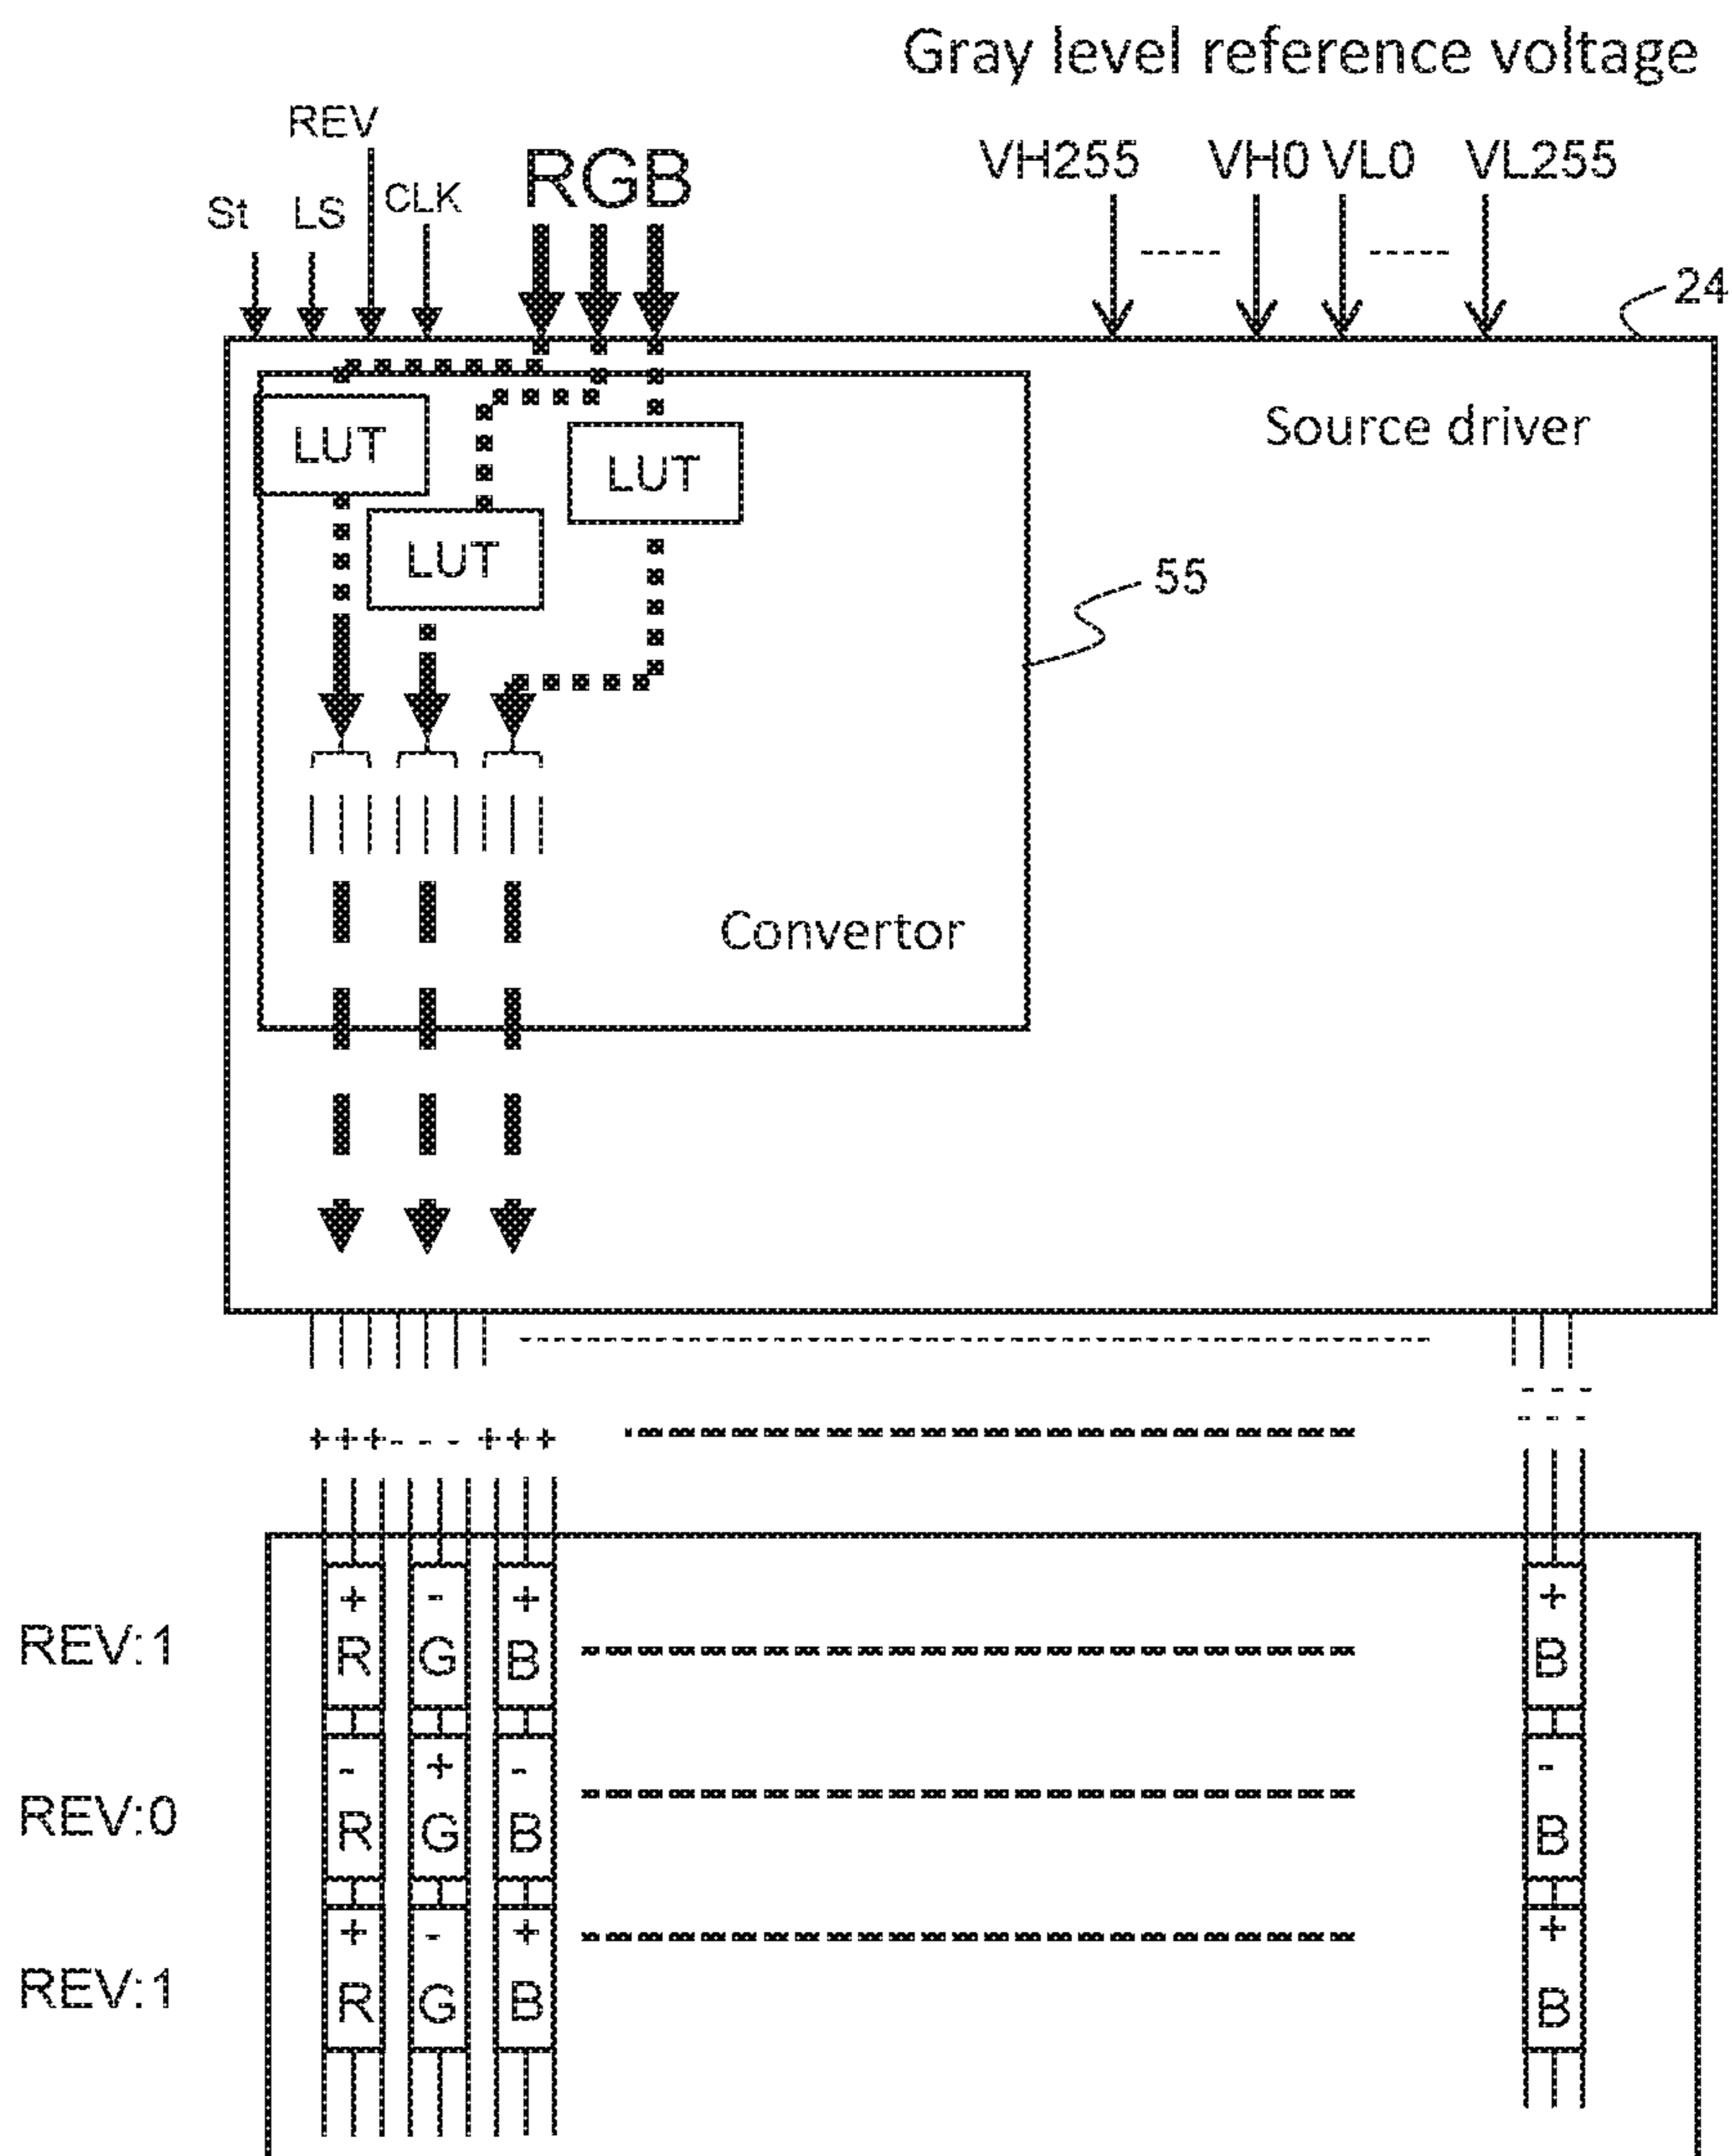 Gray level reference voltage
REV
St LS CLK RGB
VH255 ----- VH0 VL0 ----- VL255
24
LUT
LUT
LUT
Source driver
55
Convertor
+++ - - - +++
+ - + +
REV:1 R G B B
- + - -
REV:0 R G B B
+ - + +
REV:1 R G B B